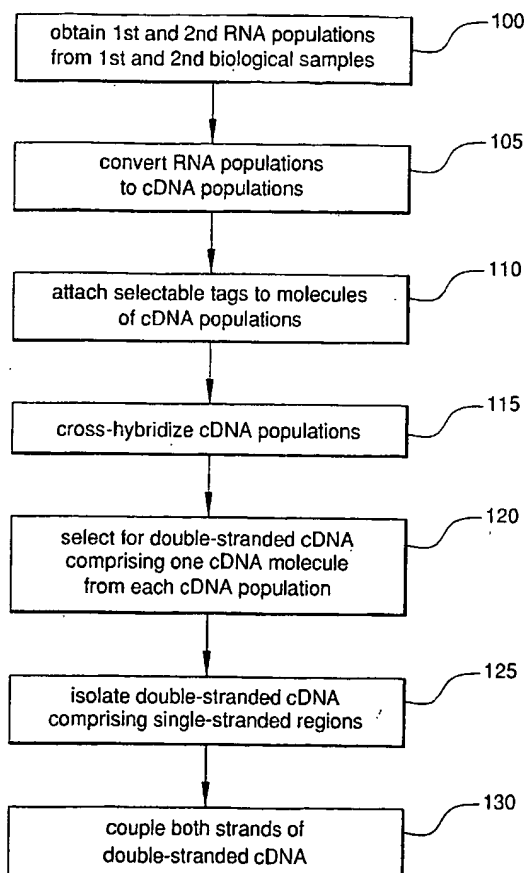 obtain 1st and 2nd RNA populations
from 1st and 2nd biological samples
100
convert RNA populations
to cDNA populations
105
attach selectable tags to molecules
of cDNA populations
110
cross-hybridize cDNA populations
115
select for double-stranded cDNA
comprising one cDNA molecule
from each cDNA population
120
isolate double-stranded cDNA
comprising single-stranded regions
125
couple both strands of
double-stranded cDNA
130